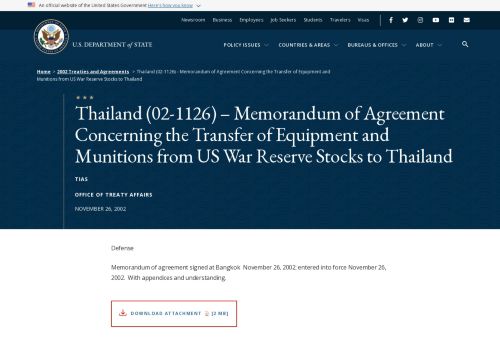 An official website of the United States Government Here's how you know
Newsroom Business Employers Job Seekers Students Travelers Visas
U.S. DEPARTMENT of STATE
POLICY ISSUES COUNTRIES & AREAS BUREAUS & OFFICES ABOUT
Home > 2002 Treaties and Agreements > Thailand (02-1126) - Memorandum of Agreement Concerning the Transfer of Equipment and
Munitions from US War Reserve Stocks to Thailand
Thailand (02-1126) – Memorandum of Agreement
Concerning the Transfer of Equipment and
Munitions from US War Reserve Stocks to Thailand
TIAS
OFFICE OF TREATY AFFAIRS
NOVEMBER 26, 2002
Defense
Memorandum of agreement signed at Bangkok November 26, 2002; entered into force November 26,
2002. With appendices and understanding.
DOWNLOAD ATTACHMENT [2 MB]